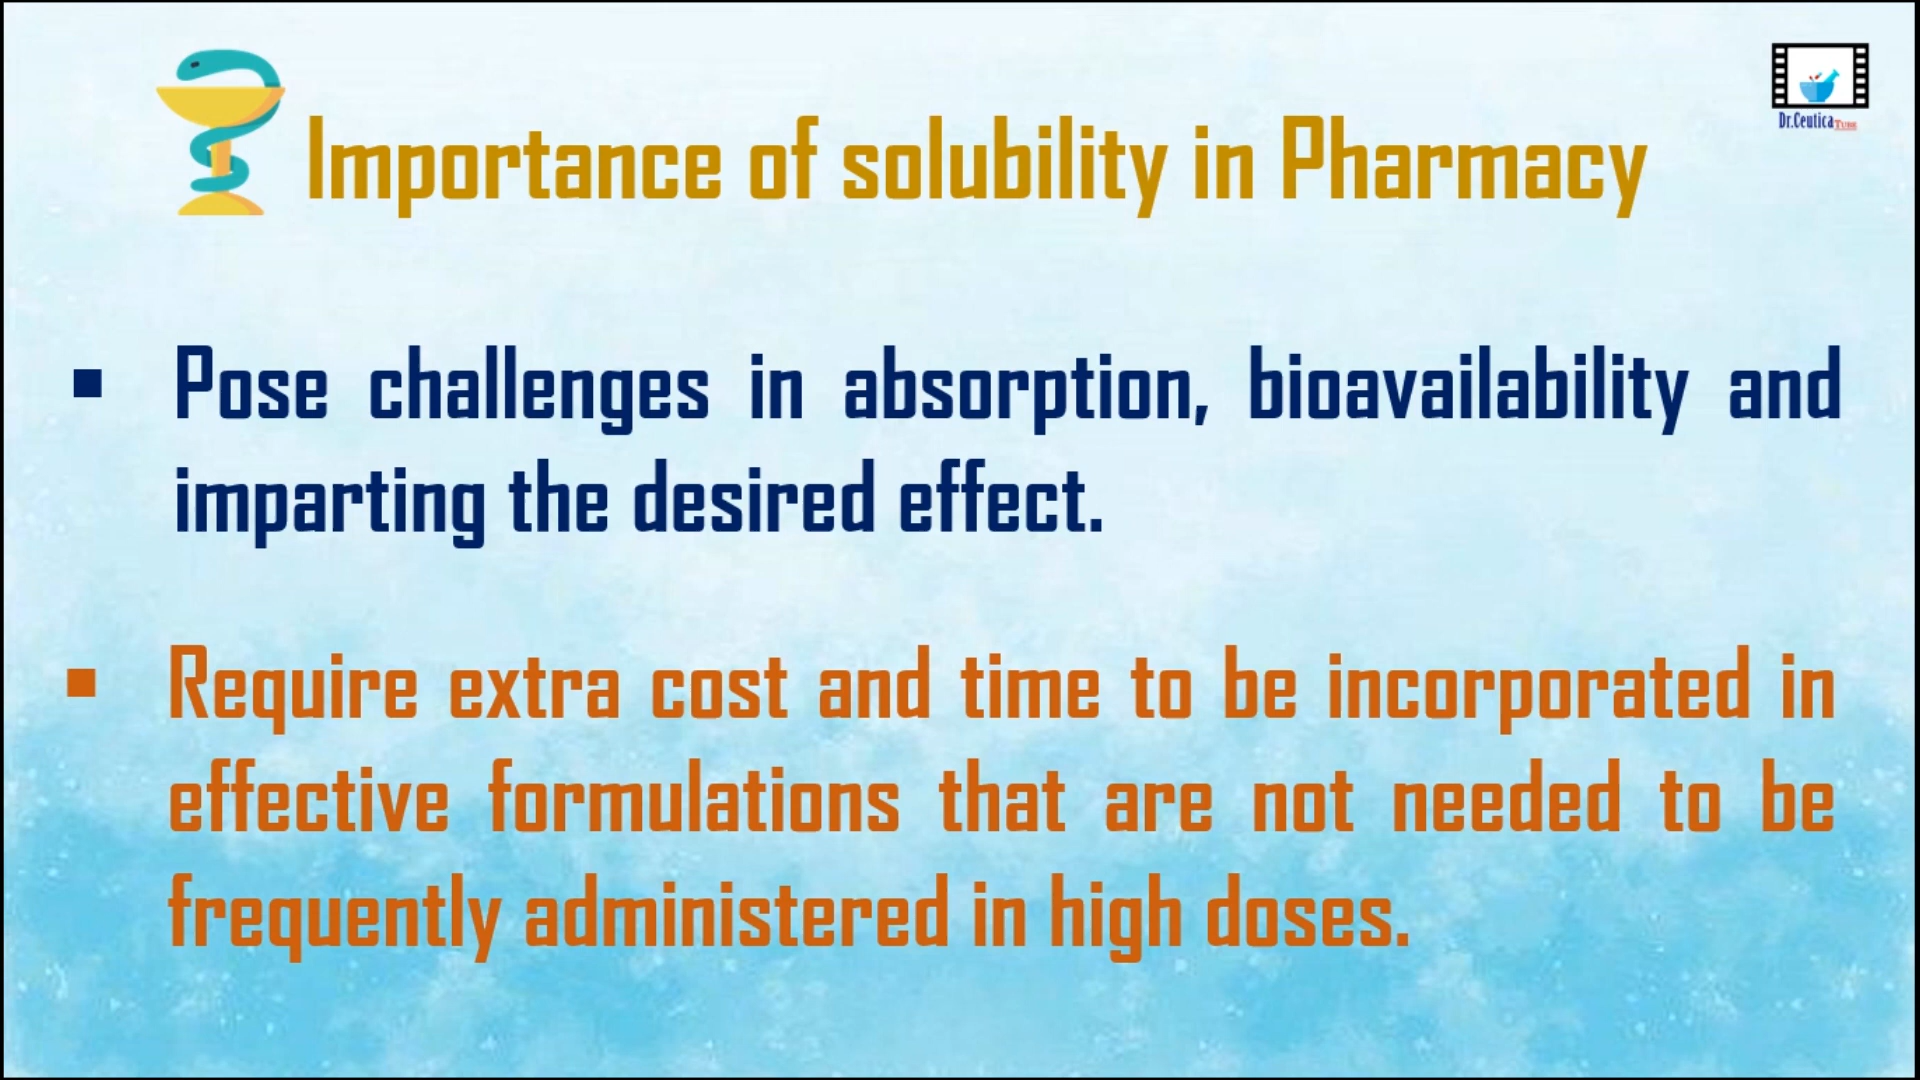 Dr.Ceutica Tube
Importance of solubility in Pharmacy
▪ Pose challenges in absorption, bioavailability and
imparting the desired effect.
▪ Require extra cost and time to be incorporated in
effective formulations that are not needed to be
frequently administered in high doses.